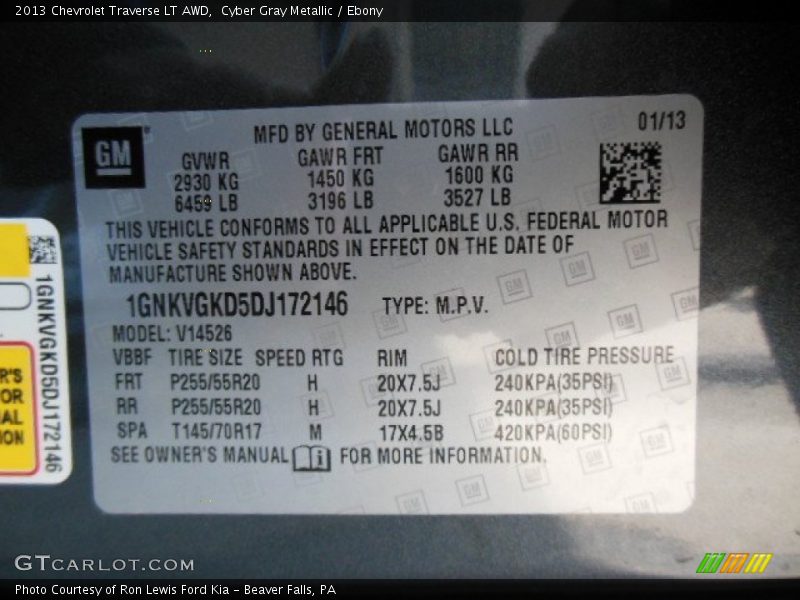 2013 Chevrolet Traverse LT AWD,  Cyber Gray Metallic / Ebony
GM
MFD BY GENERAL MOTORS LLC
01/13
GVWR GAWR FRT GAWR RR
2930 KG 1450 KG 1600 KG
6459 LB 3196 LB 3527 LB
THIS VEHICLE CONFORMS TO ALL APPLICABLE U.S. FEDERAL MOTOR
VEHICLE SAFETY STANDARDS IN EFFECT ON THE DATE OF
MANUFACTURE SHOWN ABOVE.
1GNKVGKD5DJ172146 TYPE: M.P.V.
MODEL: V14526
VBBF TIRE SIZE SPEED RTG RIM COLD TIRE PRESSURE
FRT P255/55R20 H 20X7.5J 240KPA(35PSI)
RR P255/55R20 H 20X7.5J 240KPA(35PSI)
SPA T145/70R17 M 17X4.5B 420KPA(60PSI)
SEE OWNER'S MANUAL i FOR MORE INFORMATION.
1GNKVGKD5DJ172146
R'S
OR
AL
ON
GTCARLOT.COM
Photo Courtesy of Ron Lewis Ford Kia - Beaver Falls, PA